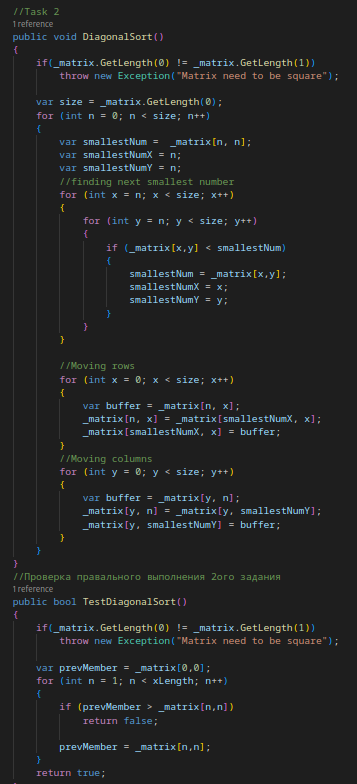 //Task 2
1 reference
public void DiagonalSort()
{
if(_matrix.GetLength(0) != _matrix.GetLength(1))
throw new Exception("Matrix need to be square");
var size = _matrix.GetLength(0);
for (int n = 0; n < size; n++)
{
var smallestNum =  _matrix[n, n];
var smallestNumX = n;
var smallestNumY = n;
//finding next smallest number
for (int x = n; x < size; x++)
{
for (int y = n; y < size; y++)
{
if (_matrix[x,y] < smallestNum)
{
smallestNum = _matrix[x,y];
smallestNumX = x;
smallestNumY = y;
}
}
}
//Moving rows
for (int x = 0; x < size; x++)
{
var buffer = _matrix[n, x];
_matrix[n, x] = _matrix[smallestNumX, x];
_matrix[smallestNumX, x] = buffer;
}
//Moving columns
for (int y = 0; y < size; y++)
{
var buffer = _matrix[y, n];
_matrix[y, n] = _matrix[y, smallestNumY];
_matrix[y, smallestNumY] = buffer;
}
}
}
//Проверка правального выполнения 2ого задания
1 reference
public bool TestDiagonalSort()
{
if(_matrix.GetLength(0) != _matrix.GetLength(1))
throw new Exception("Matrix need to be square");
var prevMember = _matrix[0,0];
for (int n = 1; n < xLength; n++)
{
if (prevMember > _matrix[n,n])
return false;
prevMember = _matrix[n,n];
}
return true;